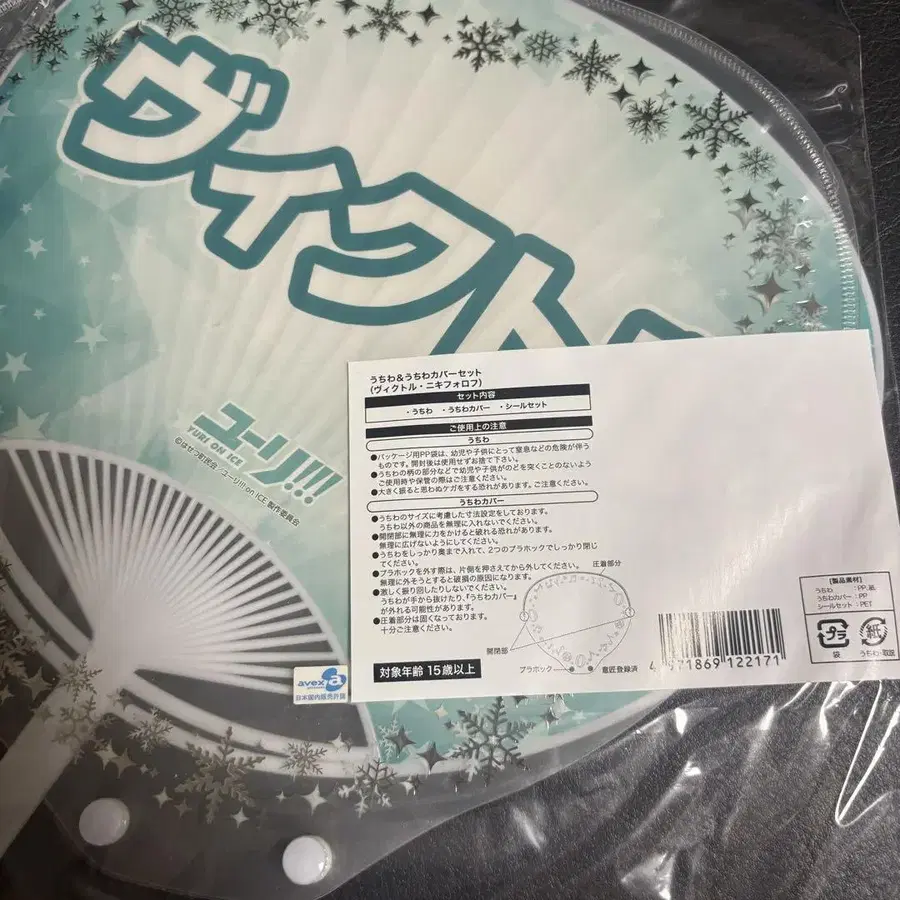 ヴィクト
ユーリ!!!
YURI ON ICE
©はせつ町民会/ユーリ!!! on ICE 製作委員会
うちわ&うちわカバーセット
(ヴィクトル・ニキフォロフ)
セット内容
・うちわ ・うちわカバー ・シールセット
ご使用上の注意
うちわ
●パッケージ用PP袋は、幼児や子供にとって窒息などの危険が伴う
ものです。開封後は使用せずお捨て下さい。
●うちわの柄の部分などで幼児や子供がのどを突くことのないよう
ご使用時や保管の際はご注意ください。
●大きく振ると思わぬケガをする恐れがあります。ご注意ください。
うちわカバー
●うちわのサイズに考慮した寸法設定をしております。
うちわ以外の商品を無理に入れないでください。
●開閉部に無理に力をかけると破れる恐れがあります。
無理に広げないようにしてください。
●うちわをしっかり奥まで入れて、2つのプラホックでしっかり閉じ
てください。
●プラホックを外す際は、片側を押さえてから外してください。
無理に外そうとすると破損の原因になります。
●激しく振り回したりしないでください。
うちわが手から抜けたり、「うちわカバー」
が外れる可能性があります。
●圧着部分は固くなっております。
十分ご注意ください。
圧着部分
開閉部
プラホック
意匠登録済
対象年齢 15歳以上
4 971869 122171
【製品素材】
うちわ :PP、紙
うちわカバー :PP
シールセット :PET
プラ
袋
紙
うちわ・取説
avex
a
日本国内販売許諾